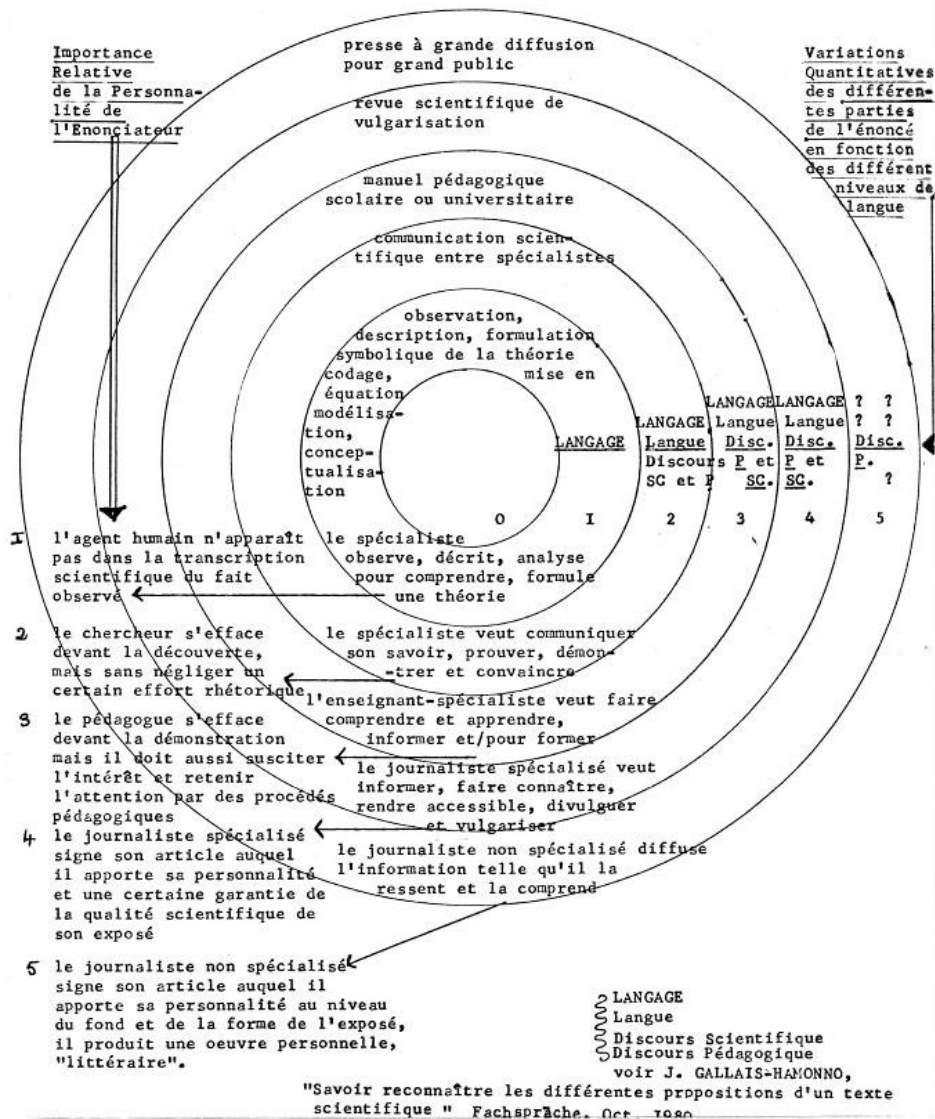 presse à grande diffusion
pour grand public
Importance
Relative
de la Personna-
lité de
l'Enonciateur
Variations
Quantitatives
des différen-
tes parties
de l'énoncé
en fonction
des différent
niveaux de
langue
revue scientifique de
vulgarisation
manuel pédagogique
scolaire ou universitaire
communication scien-
tifique entre spécialistes
observation,
description, formulation
symbolique de la théorie
codage, mise en
équation
modélisa-
tion,
concep-
tualisa-
tion
LANGAGE
LANGAGE
Langue
Discours
SC et P
LANGAGE
Langue
Disc.
P et
SC.
LANGAGE
Langue
Disc.
P et
SC.
? ?
? ?
Disc.
P.
?
0 I 2 3 4 5
I l'agent humain n'apparaît
pas dans la transcription
scientifique du fait
observé
le spécialiste
observe, décrit, analyse
pour comprendre, formule
une théorie
2 le chercheur s'efface
devant la découverte,
mais sans négliger un
certain effort rhétorique
le spécialiste veut communiquer
son savoir, prouver, démon-
-trer et convaincre
3 le pédagogue s'efface
devant la démonstration
mais il doit aussi susciter
l'intérêt et retenir
l'attention par des procédés
pédagogiques
l'enseignant-spécialiste veut faire
comprendre et apprendre,
informer et/pour former
4 le journaliste spécialisé
signe son article auquel
il apporte sa personnalité
et une certaine garantie de
la qualité scientifique de
son exposé
le journaliste spécialisé veut
informer, faire connaître,
rendre accessible, divulguer
et vulgariser
le journaliste non spécialisé diffuse
l'information telle qu'il la
ressent et la comprend
5 le journaliste non spécialisé
signe son article auquel il
apporte sa personnalité au niveau
du fond et de la forme de l'exposé,
il produit une oeuvre personnelle,
"littéraire".
LANGAGE
Langue
Discours Scientifique
Discours Pédagogique
voir J. GALLAIS-HAMONNO,
"Savoir reconnaître les différentes propositions d'un texte
scientifique " Fachsprache. Oct. 1980